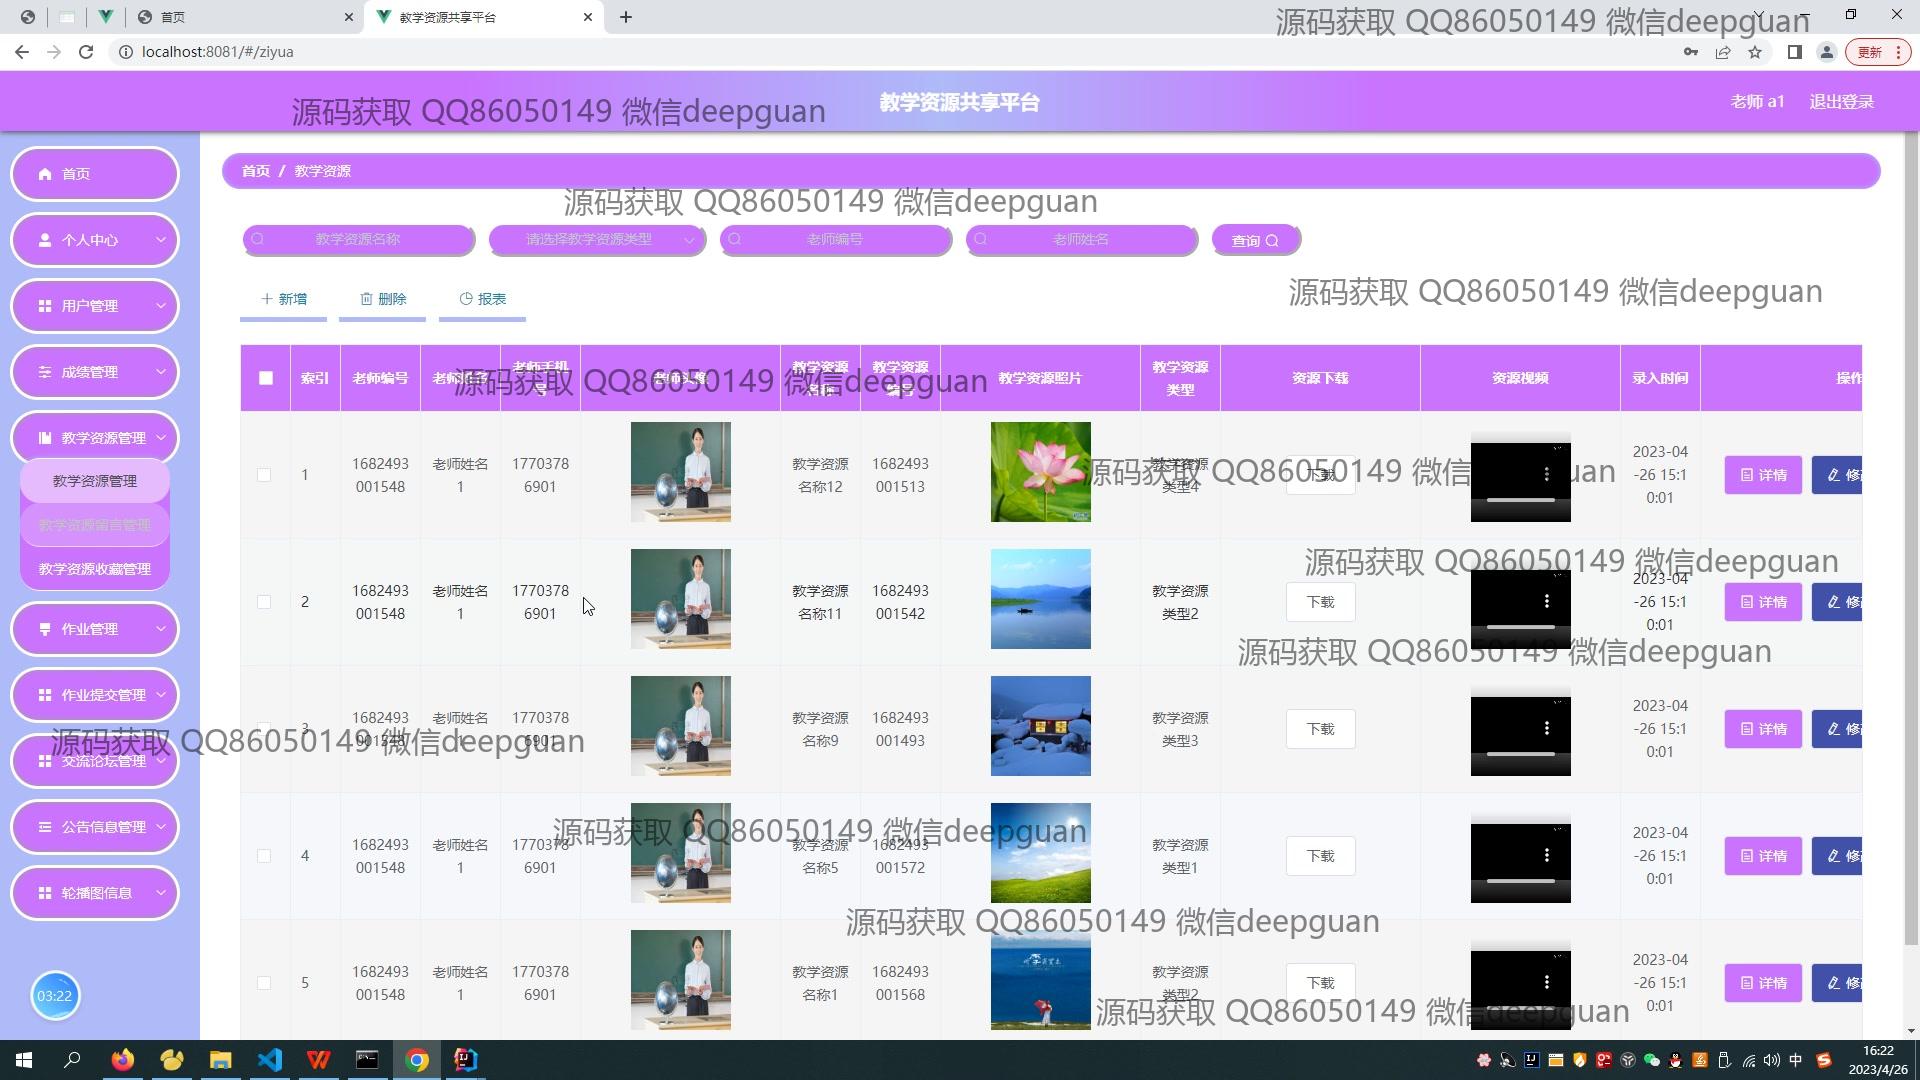 首页
教学资源共享平台
localhost:8081/#/ziyua
更新
源码获取 QQ86050149 微信deepguan
源码获取 QQ86050149 微信deepguan
教学资源共享平台
老师 a1
退出登录
首页 / 教学资源
源码获取 QQ86050149 微信deepguan
教学资源名称
请选择教学资源类型
老师编号
老师姓名
查询
新增
删除
报表
源码获取 QQ86050149 微信deepguan
首页
个人中心
用户管理
成绩管理
教学资源管理
教学资源管理
教学资源留言管理
教学资源收藏管理
作业管理
作业提交管理
交流论坛管理
公告信息管理
轮播图信息
03:22
索引
老师编号
老师姓名
老师手机号
老师头像
教学资源名称
教学资源编号
教学资源照片
教学资源类型
资源下载
资源视频
录入时间
操作
源码获取 QQ86050149 微信deepguan
1
1682493001548
老师姓名1
17703786901
教学资源名称12
1682493001513
教学资源类型4
下载
2023-04-26 15:10:01
详情
修
源码获取 QQ86050149 微信deepguan
2
1682493001548
老师姓名1
17703786901
教学资源名称11
1682493001542
教学资源类型2
下载
2023-04-26 15:10:01
详情
修
源码获取 QQ86050149 微信deepguan
源码获取 QQ86050149 微信deepguan
3
1682493001548
老师姓名1
17703786901
教学资源名称9
1682493001493
教学资源类型3
下载
2023-04-26 15:10:01
详情
修
源码获取 QQ86050149 微信deepguan
4
1682493001548
老师姓名1
17703786901
教学资源名称5
1682493001572
教学资源类型1
下载
2023-04-26 15:10:01
详情
修
源码获取 QQ86050149 微信deepguan
源码获取 QQ86050149 微信deepguan
5
1682493001548
老师姓名1
17703786901
教学资源名称1
1682493001568
教学资源类型2
下载
2023-04-26 15:10:01
详情
修
源码获取 QQ86050149 微信deepguan
中
16:22
2023/4/26